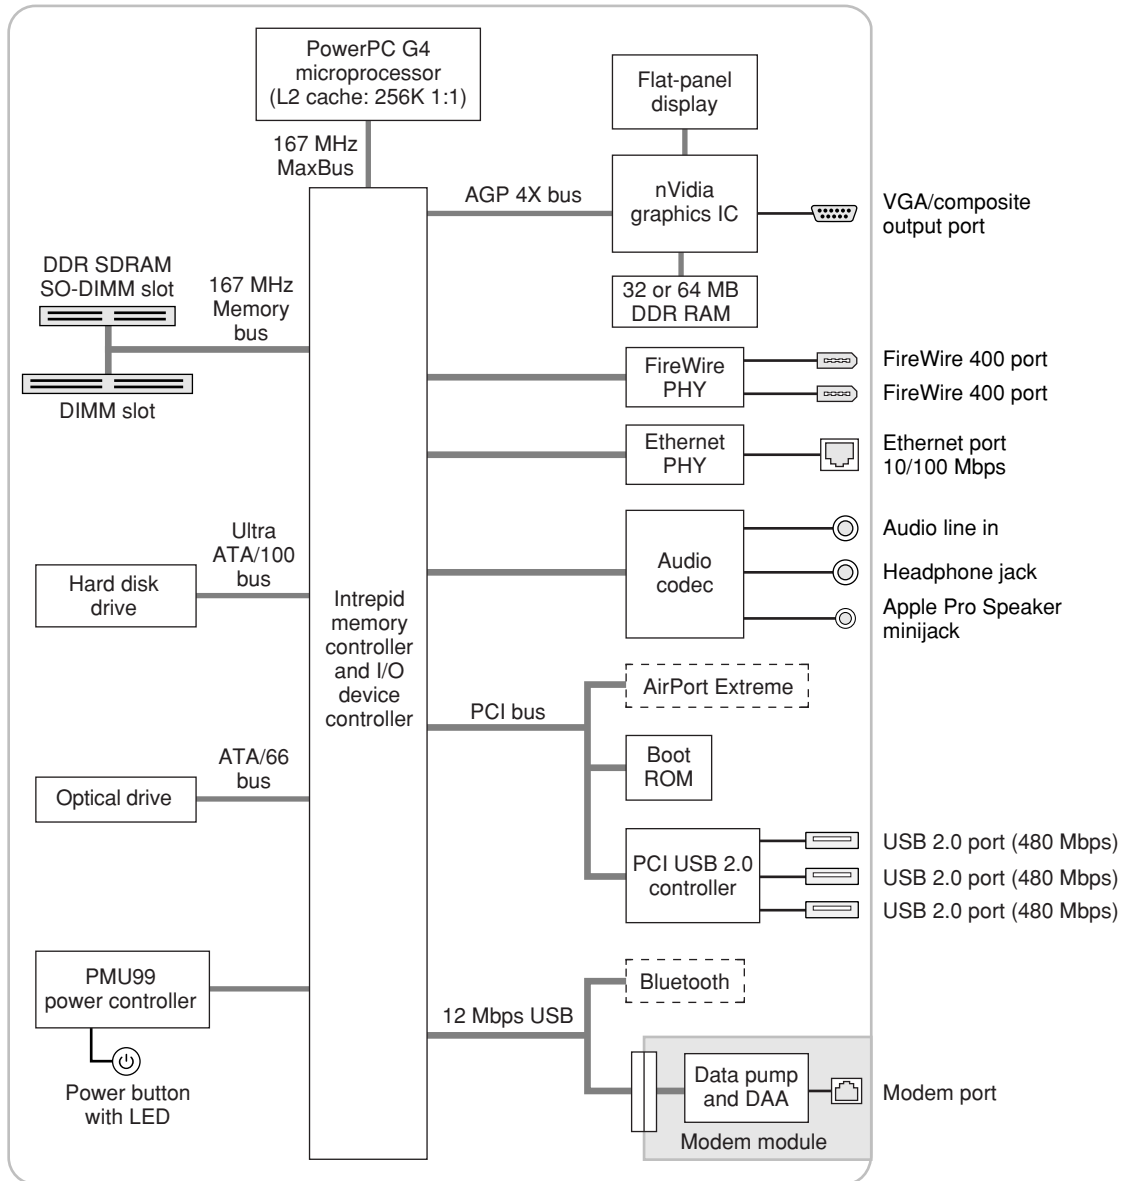 PowerPC G4
microprocessor
(L2 cache: 256K 1:1)
167 MHz
MaxBus
Flat-panel
display
AGP 4X bus
nVidia
graphics IC
VGA/composite
output port
32 or 64 MB
DDR RAM
DDR SDRAM
SO-DIMM slot
167 MHz
Memory
bus
DIMM slot
FireWire
PHY
FireWire 400 port
FireWire 400 port
Ethernet
PHY
Ethernet port
10/100 Mbps
Ultra
ATA/100
bus
Hard disk
drive
Audio
codec
Audio line in
Headphone jack
Apple Pro Speaker
minijack
Intrepid
memory
controller
and I/O
device
controller
PCI bus
AirPort Extreme
Boot
ROM
ATA/66
bus
Optical drive
PCI USB 2.0
controller
USB 2.0 port (480 Mbps)
USB 2.0 port (480 Mbps)
USB 2.0 port (480 Mbps)
PMU99
power controller
Power button
with LED
12 Mbps USB
Bluetooth
Data pump
and DAA
Modem module
Modem port